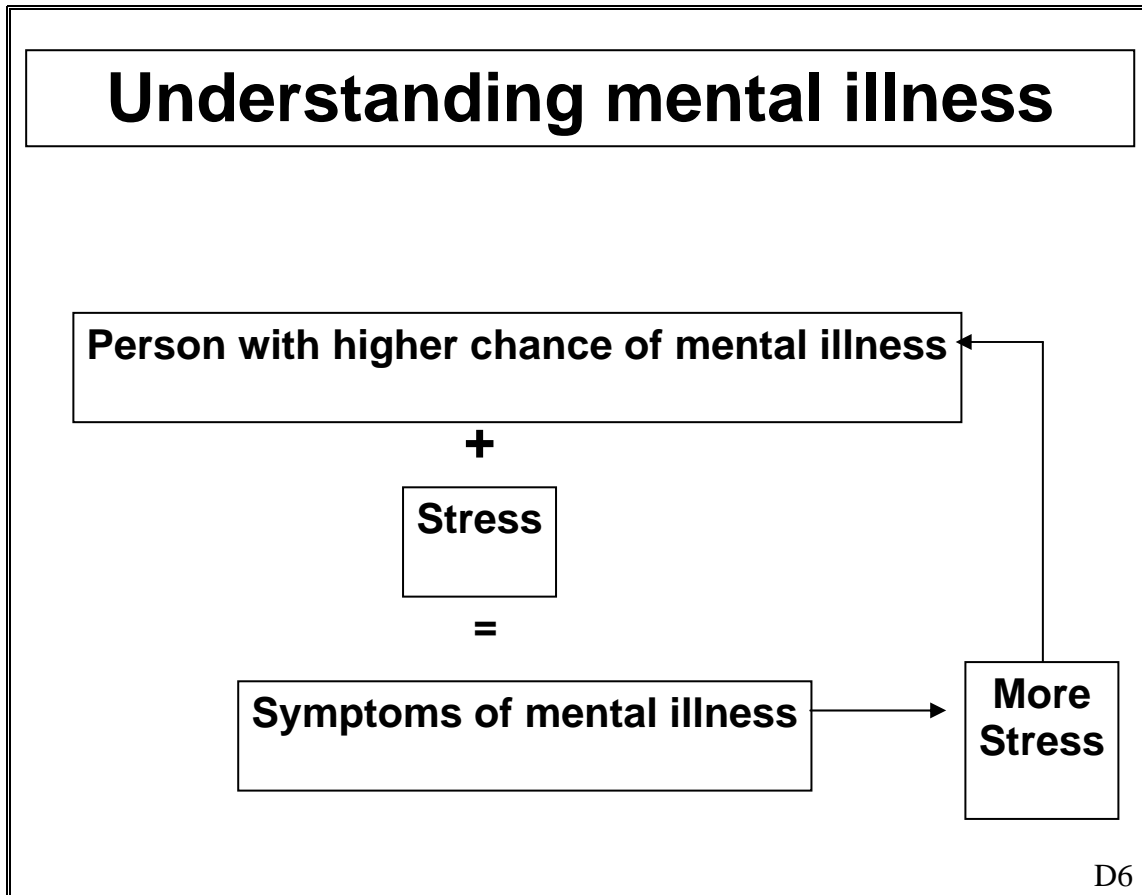 Understanding mental illness
Person with higher chance of mental illness
+
Stress
=
Symptoms of mental illness
More
Stress
D6